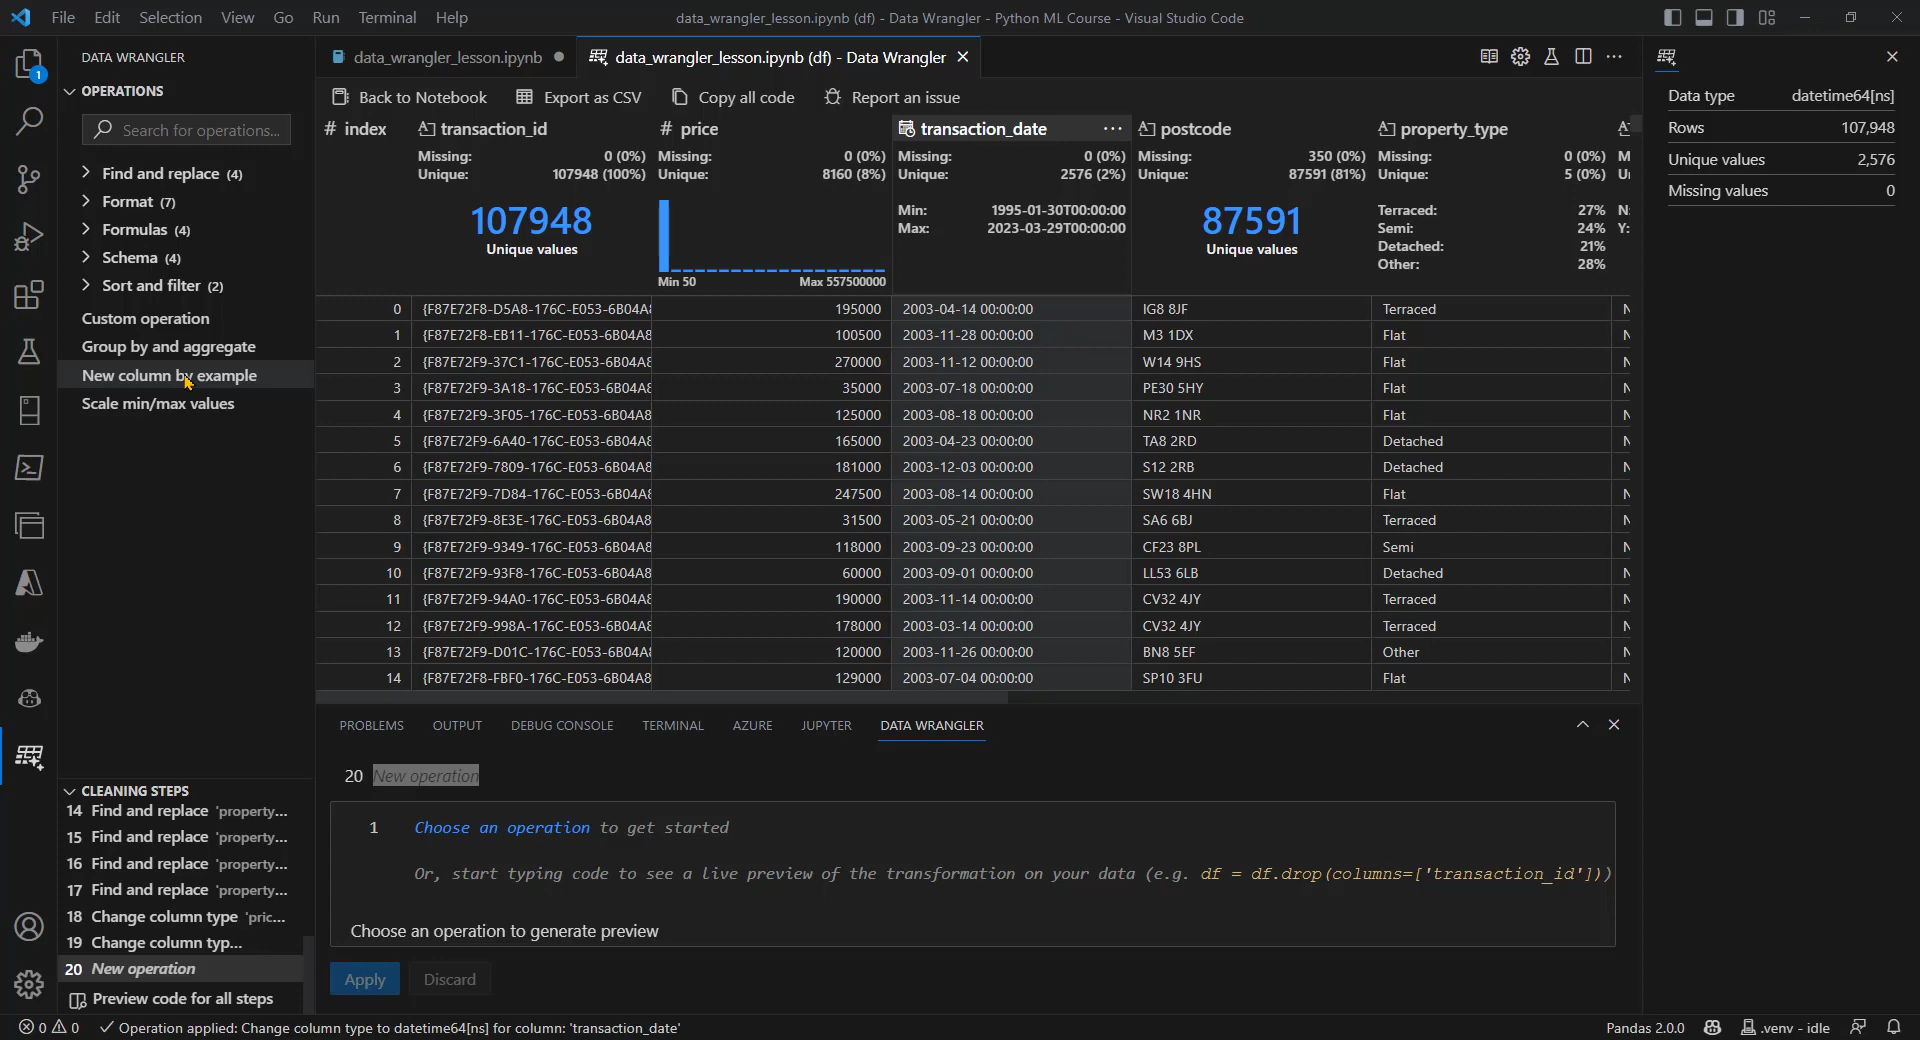 File Edit Selection View Go Run Terminal Help
data_wrangler_lesson.ipynb (df) - Data Wrangler - Python ML Course - Visual Studio Code
1
DATA WRANGLER
OPERATIONS
Search for operations...
Find and replace (4)
Format (7)
Formulas (4)
Schema (4)
Sort and filter (2)
Custom operation
Group by and aggregate
New column by example
Scale min/max values
CLEANING STEPS
14 Find and replace 'property...
15 Find and replace 'property...
16 Find and replace 'property...
17 Find and replace 'property...
18 Change column type 'pric...
19 Change column typ...
20 New operation
Preview code for all steps
data_wrangler_lesson.ipynb
data_wrangler_lesson.ipynb (df) - Data Wrangler
Back to Notebook Export as CSV Copy all code Report an issue
# index transaction_id # price transaction_date ... postcode property_type
Missing: 0 (0%) Missing: 0 (0%) Missing: 0 (0%) Missing: 350 (0%) Missing: 0 (0%) M
Unique: 107948 (100%) Unique: 8160 (8%) Unique: 2576 (2%) Unique: 87591 (81%) Unique: 5 (0%)
107948
Unique values
Min 50 Max 557500000
Min: 1995-01-30T00:00:00
Max: 2023-03-29T00:00:00
87591
Unique values
Terraced: 27% N:
Semi: 24% Y:
Detached: 21%
Other: 28%
0 {F87E72F8-D5A8-176C-E053-6B04A 195000 2003-04-14 00:00:00 IG8 8JF Terraced N
1 {F87E72F8-EB11-176C-E053-6B04A 100500 2003-11-28 00:00:00 M3 1DX Flat N
2 {F87E72F9-37C1-176C-E053-6B04A 270000 2003-11-12 00:00:00 W14 9HS Flat N
3 {F87E72F9-3A18-176C-E053-6B04A 35000 2003-07-18 00:00:00 PE30 5HY Flat N
4 {F87E72F9-3F05-176C-E053-6B04A 125000 2003-08-18 00:00:00 NR2 1NR Flat N
5 {F87E72F9-6A40-176C-E053-6B04A 165000 2003-04-23 00:00:00 TA8 2RD Detached N
6 {F87E72F9-7809-176C-E053-6B04A 181000 2003-12-03 00:00:00 S12 2RB Detached N
7 {F87E72F9-7D84-176C-E053-6B04A 247500 2003-08-14 00:00:00 SW18 4HN Flat N
8 {F87E72F9-8E3E-176C-E053-6B04A8 31500 2003-05-21 00:00:00 SA6 6BJ Terraced N
9 {F87E72F9-9349-176C-E053-6B04A8 118000 2003-09-23 00:00:00 CF23 8PL Semi N
10 {F87E72F9-93F8-176C-E053-6B04A8 60000 2003-09-01 00:00:00 LL53 6LB Detached N
11 {F87E72F9-94A0-176C-E053-6B04A 190000 2003-11-14 00:00:00 CV32 4JY Terraced N
12 {F87E72F9-998A-176C-E053-6B04A 178000 2003-03-14 00:00:00 CV32 4JY Terraced N
13 {F87E72F9-D01C-176C-E053-6B04A 120000 2003-11-26 00:00:00 BN8 5EF Other N
14 {F87E72F8-FBF0-176C-E053-6B04A8 129000 2003-07-04 00:00:00 SP10 3FU Flat N
PROBLEMS OUTPUT DEBUG CONSOLE TERMINAL AZURE JUPYTER DATA WRANGLER
20 New operation
1 Choose an operation to get started
Or, start typing code to see a live preview of the transformation on your data (e.g. df = df.drop(columns=['transaction_id']))
Choose an operation to generate preview
Apply Discard
Data type datetime64[ns]
Rows 107,948
Unique values 2,576
Missing values 0
0 0 Operation applied: Change column type to datetime64[ns] for column: 'transaction_date' Pandas 2.0.0 .venv - idle